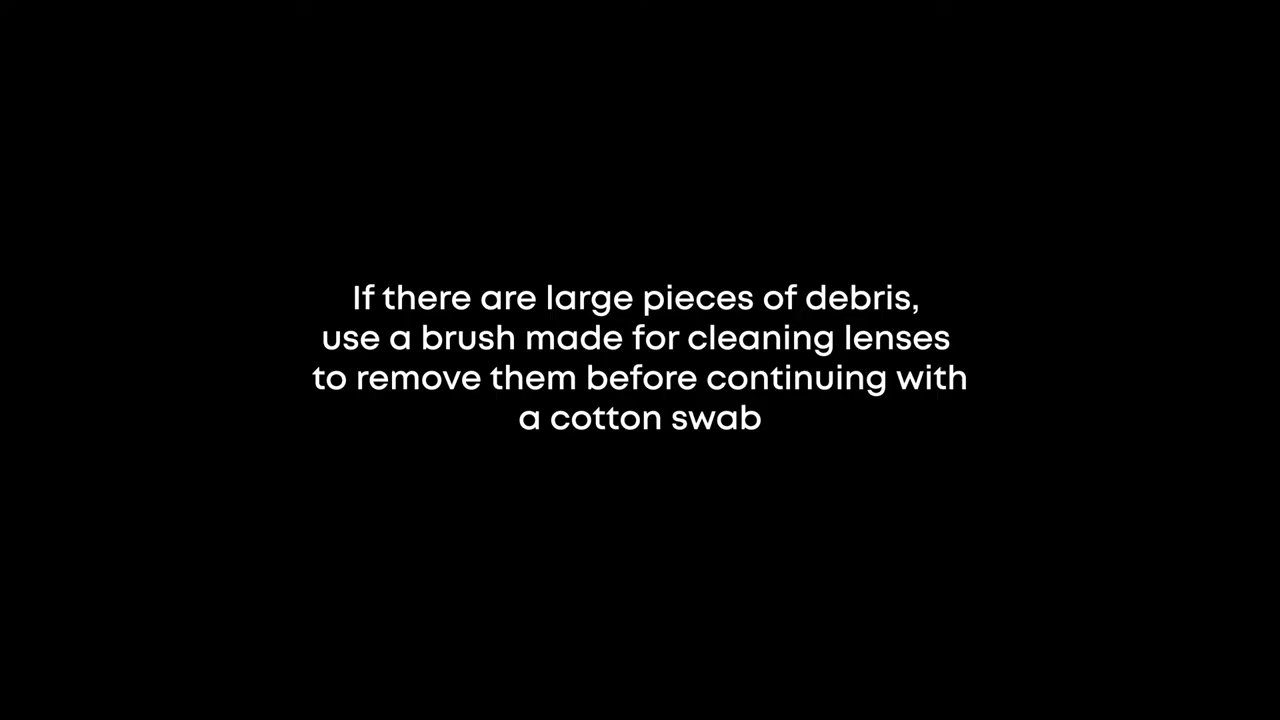 If there are large pieces of debris,
use a brush made for cleaning lenses
to remove them before continuing with
a cotton swab